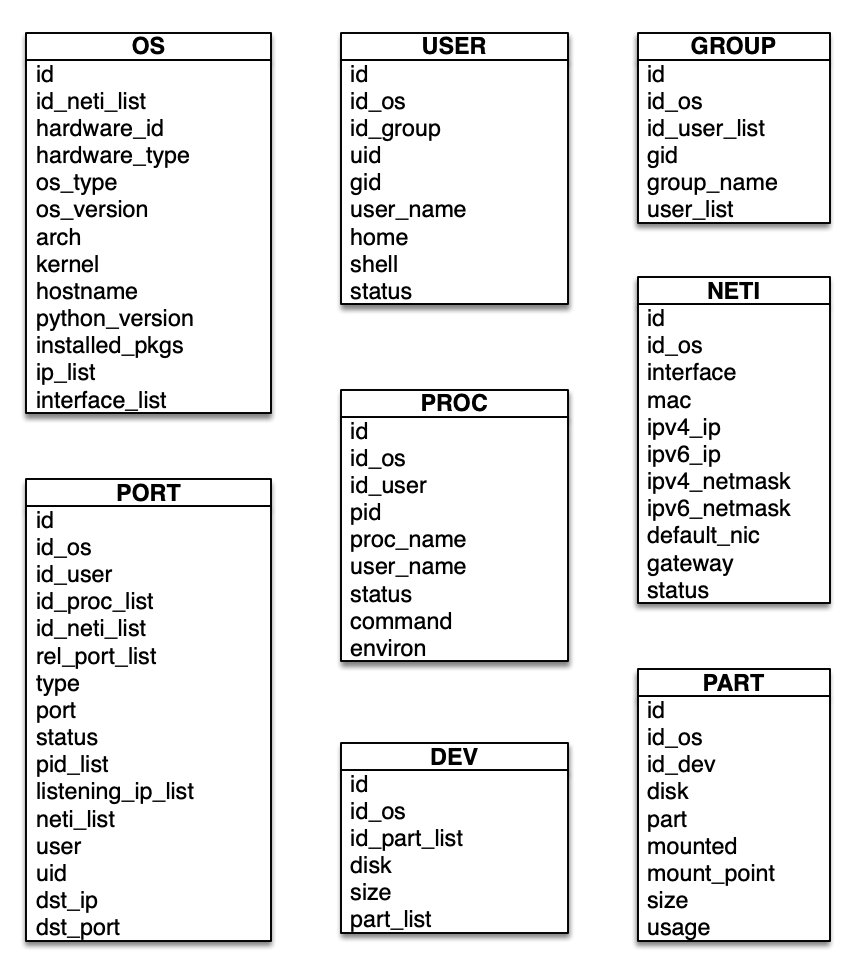 OS
id
id_neti_list
hardware_id
hardware_type
os_type
os_version
arch
kernel
hostname
python_version
installed_pkgs
ip_list
interface_list
PORT
id
id_os
id_user
id_proc_list
id_neti_list
rel_port_list
type
port
status
pid_list
listening_ip_list
neti_list
user
uid
dst_ip
dst_port
USER
id
id_os
id_group
uid
gid
user_name
home
shell
status
PROC
id
id_os
id_user
pid
proc_name
user_name
status
command
environ
DEV
id
id_os
id_part_list
disk
size
part_list
GROUP
id
id_os
id_user_list
gid
group_name
user_list
NETI
id
id_os
interface
mac
ipv4_ip
ipv6_ip
ipv4_netmask
ipv6_netmask
default_nic
gateway
status
PART
id
id_os
id_dev
disk
part
mounted
mount_point
size
usage